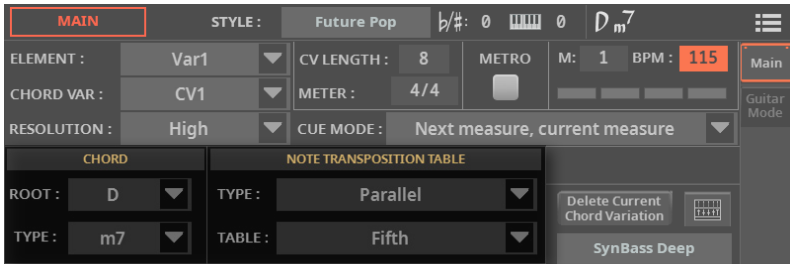 MAIN STYLE : Future Pop ♭/♯: 0 0 D m7
ELEMENT : Var1 CV LENGTH : 8 METRO M: 1 BPM : 115 Main
CHORD VAR : CV1 METER : 4/4 Guitar
Mode
RESOLUTION : High CUE MODE : Next measure, current measure
CHORD NOTE TRANSPOSITION TABLE
ROOT : D TYPE : Parallel Delete Current
Chord Variation
TYPE : m7 TABLE : Fifth SynBass Deep